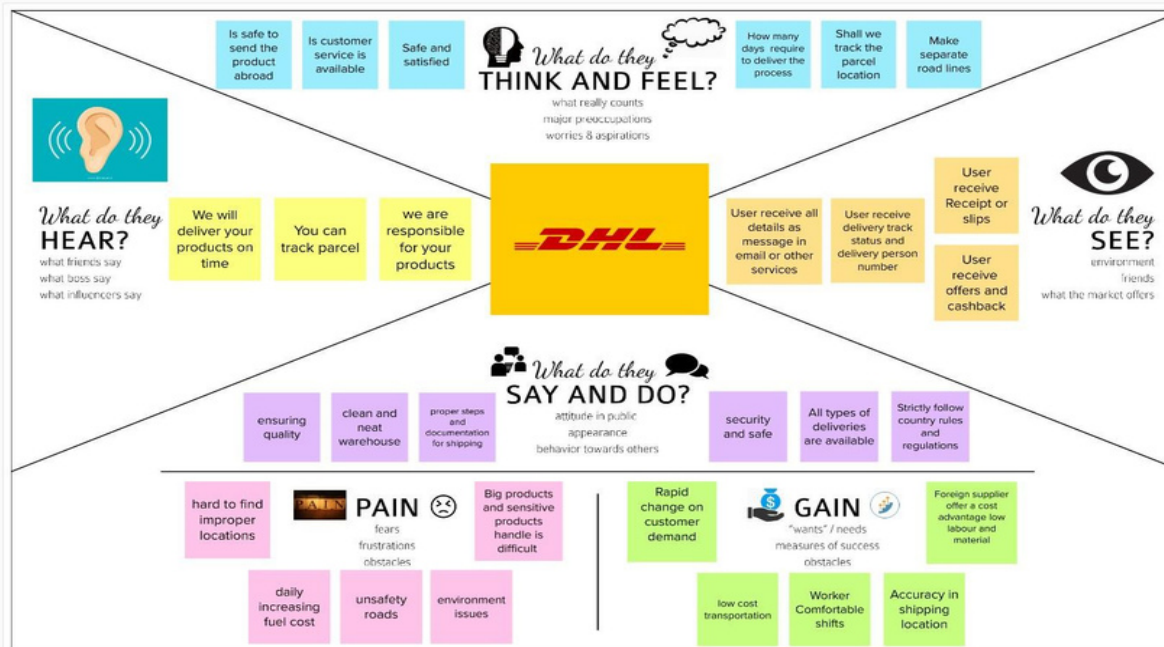 Is safe to
send the
product
abroad
Is customer
service is
available
Safe and
satisfied
What do they
THINK AND FEEL?
what really counts
major preoccupations
worries & aspirations
How many
days require
to deliver the
process
Shall we
track the
parcel
location
Make
separate
road lines
What do they
HEAR?
what friends say
what boss say
what influencers say
We will
deliver your
products on
time
You can
track parcel
we are
responsible
for your
products
DHL
User receive all
details as
message in
email or other
services
User receive
delivery track
status and
delivery person
number
User
receive
Receipt or
slips
User
receive
offers and
cashback
What do they
SEE?
environment
friends
what the market offers
What do they
SAY AND DO?
attitude in public
appearance
behavior towards others
ensuring
quality
clean and
neat
warehouse
proper steps
and
documentation
for shipping
security
and safe
All types of
deliveries
are available
Strictly follow
country rules
and
regulations
hard to find
improper
locations
PAIN
PAIN
fears
frustrations
obstacles
Big products
and sensitive
products
handle is
difficult
daily
increasing
fuel cost
unsafety
roads
environment
issues
Rapid
change on
customer
demand
GAIN
"wants" / needs
measures of success
obstacles
Foreign supplier
offer a cost
advantage low
labour and
material
low cost
transportation
Worker
Comfortable
shifts
Accuracy in
shipping
location